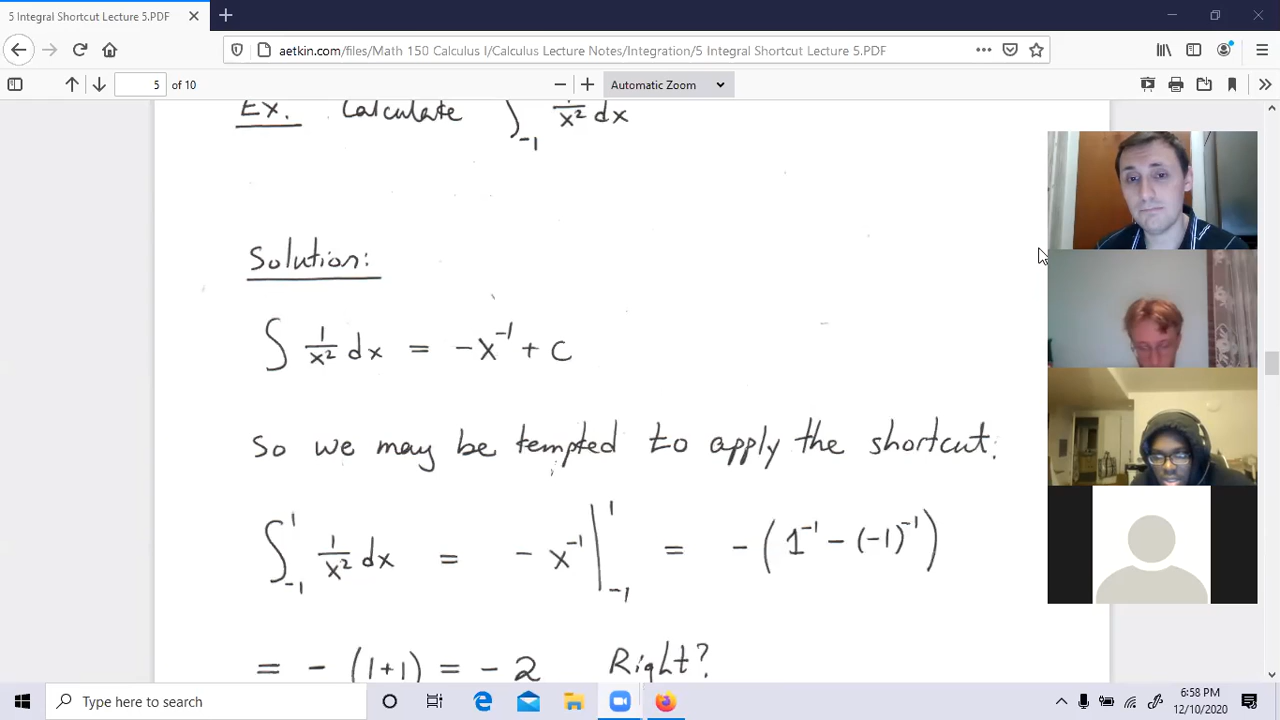 5 Integral Shortcut Lecture 5.PDF
aetkin.com/files/Math 150 Calculus I/Calculus Lecture Notes/Integration/5 Integral Shortcut Lecture 5.PDF
5 of 10 Automatic Zoom
Ex. Calculate ∫₋₁ 1/x² dx
Solution:
∫ 1/x² dx = -x⁻¹ + C
So we may be tempted to apply the shortcut:
∫₋₁¹ 1/x² dx = -x⁻¹ |₋₁¹ = -(1⁻¹ - (-1)⁻¹)
= - (1+1) = - 2 Right?
Type here to search
6:58 PM
12/10/2020